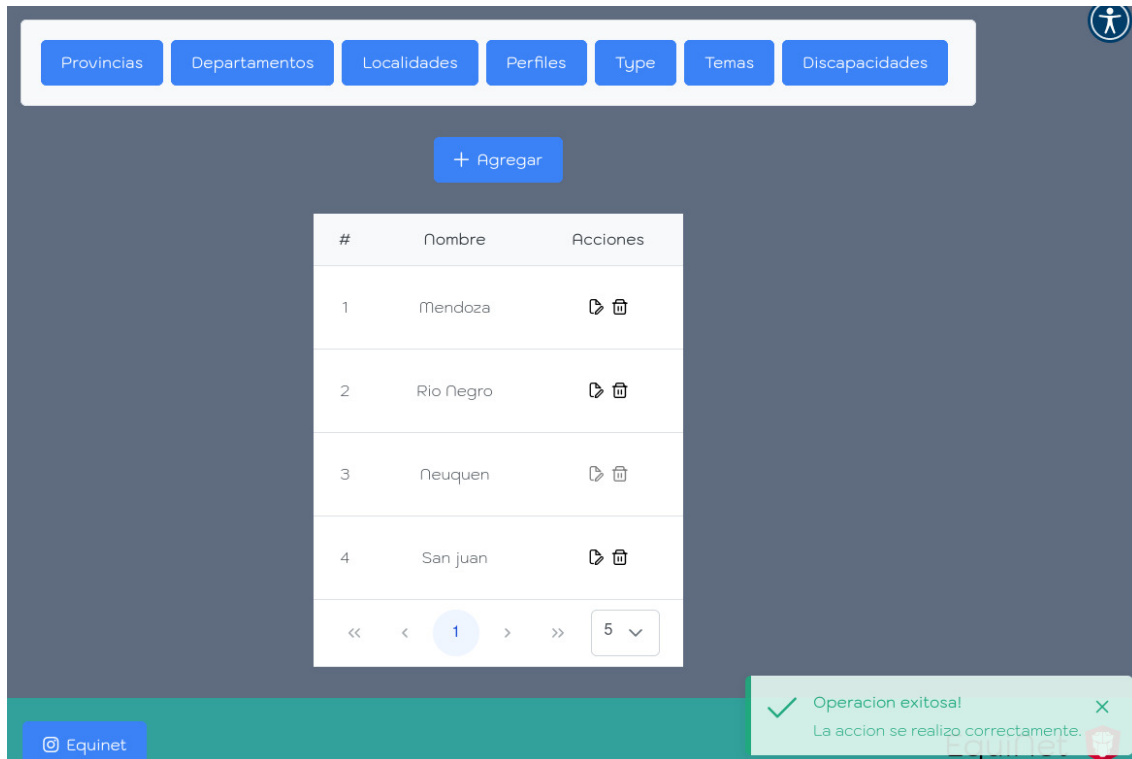 Provincias Departamentos Localidades Perfiles Type Temas Discapacidades
+ Agregar
# Nombre Acciones
1 Mendoza
2 Rio Negro
3 Neuquen
4 San juan
<< < 1 > >> 5
Operacion exitosa!
La accion se realizo correctamente.
Equinet
EquiNet